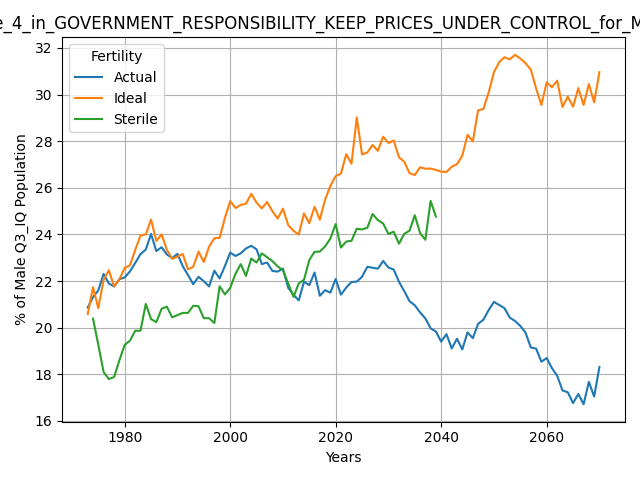 e_4_in_GOVERNMENT_RESPONSIBILITY_KEEP_PRICES_UNDER_CONTROL_for_M
Fertility
Actual
Ideal
Sterile
% of Male Q3_IQ Population
32
30
28
26
24
22
20
18
16
1980
2000
2020
2040
2060
Years